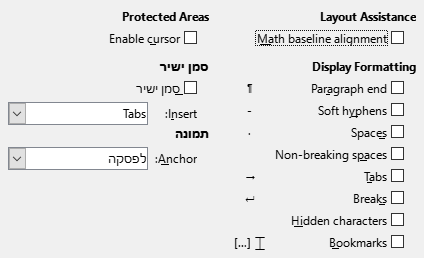 Layout Assistance
Math baseline alignment
Display Formatting
Paragraph end ¶
Soft hyphens -
Spaces ·
Non-breaking spaces
Tabs →
Breaks ↵
Hidden characters
Bookmarks [...]
Protected Areas
Enable cursor
סמן ישיר
סמן ישיר
Insert: Tabs
תמונה
Anchor: לפסקה